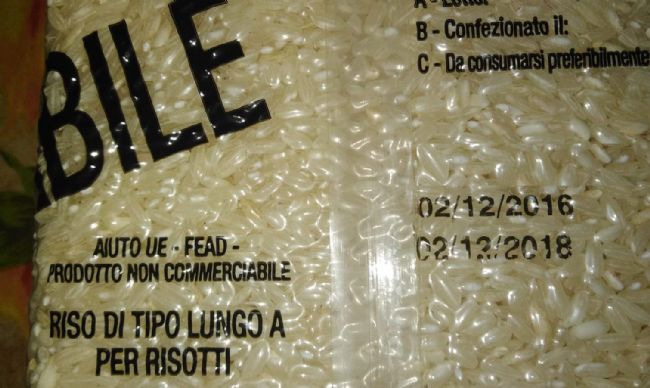 BILE
A - Lotto:
B - Confezionato il:
C - Da consumarsi preferibilmente
02/12/2016
02/12/2018
AIUTO UE - FEAD -
PRODOTTO NON COMMERCIABILE
RISO DI TIPO LUNGO A
PER RISOTTI